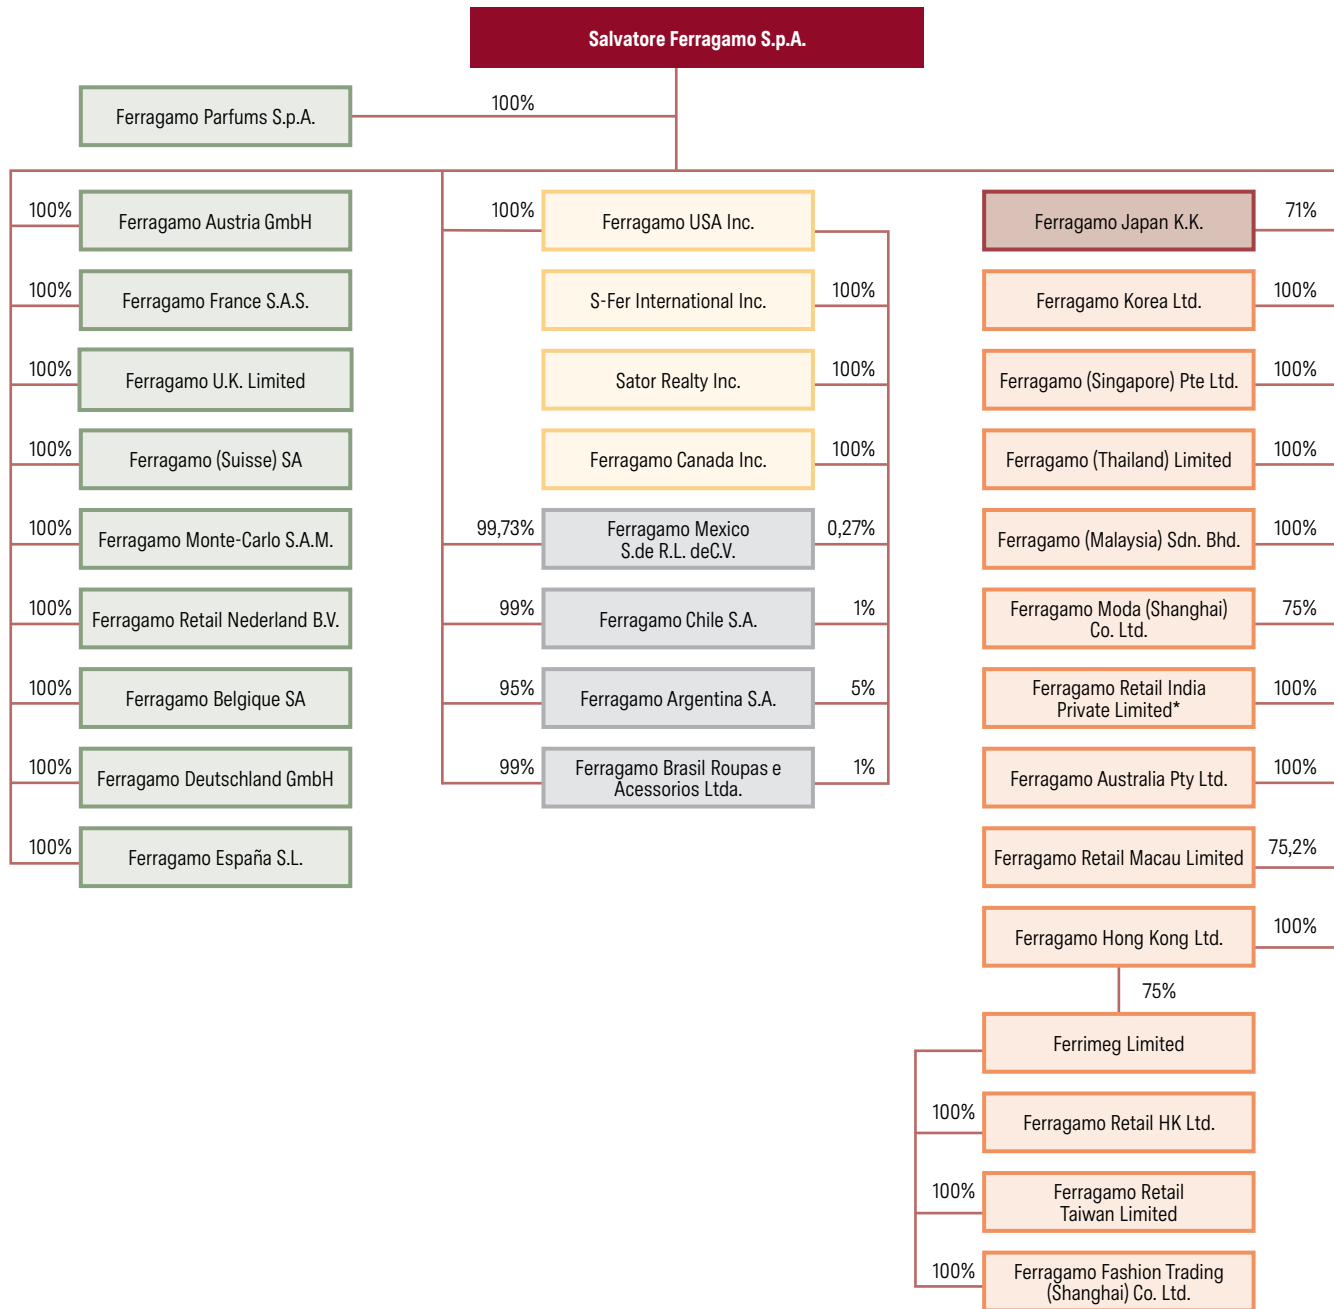 Salvatore Ferragamo S.p.A.
Ferragamo Parfums S.p.A.
100%
100%
Ferragamo Austria GmbH
100%
Ferragamo France S.A.S.
100%
Ferragamo U.K. Limited
100%
Ferragamo (Suisse) SA
100%
Ferragamo Monte-Carlo S.A.M.
100%
Ferragamo Retail Nederland B.V.
100%
Ferragamo Belgique SA
100%
Ferragamo Deutschland GmbH
100%
Ferragamo España S.L.
100%
Ferragamo USA Inc.
S-Fer International Inc.
100%
Sator Realty Inc.
100%
Ferragamo Canada Inc.
100%
99,73%
Ferragamo Mexico
S.de R.L. deC.V.
0,27%
99%
Ferragamo Chile S.A.
1%
95%
Ferragamo Argentina S.A.
5%
99%
Ferragamo Brasil Roupas e
Acessorios Ltda.
1%
Ferragamo Japan K.K.
71%
Ferragamo Korea Ltd.
100%
Ferragamo (Singapore) Pte Ltd.
100%
Ferragamo (Thailand) Limited
100%
Ferragamo (Malaysia) Sdn. Bhd.
100%
Ferragamo Moda (Shanghai)
Co. Ltd.
75%
Ferragamo Retail India
Private Limited*
100%
Ferragamo Australia Pty Ltd.
100%
Ferragamo Retail Macau Limited
75,2%
Ferragamo Hong Kong Ltd.
100%
75%
Ferrimeg Limited
100%
Ferragamo Retail HK Ltd.
100%
Ferragamo Retail
Taiwan Limited
100%
Ferragamo Fashion Trading
(Shanghai) Co. Ltd.